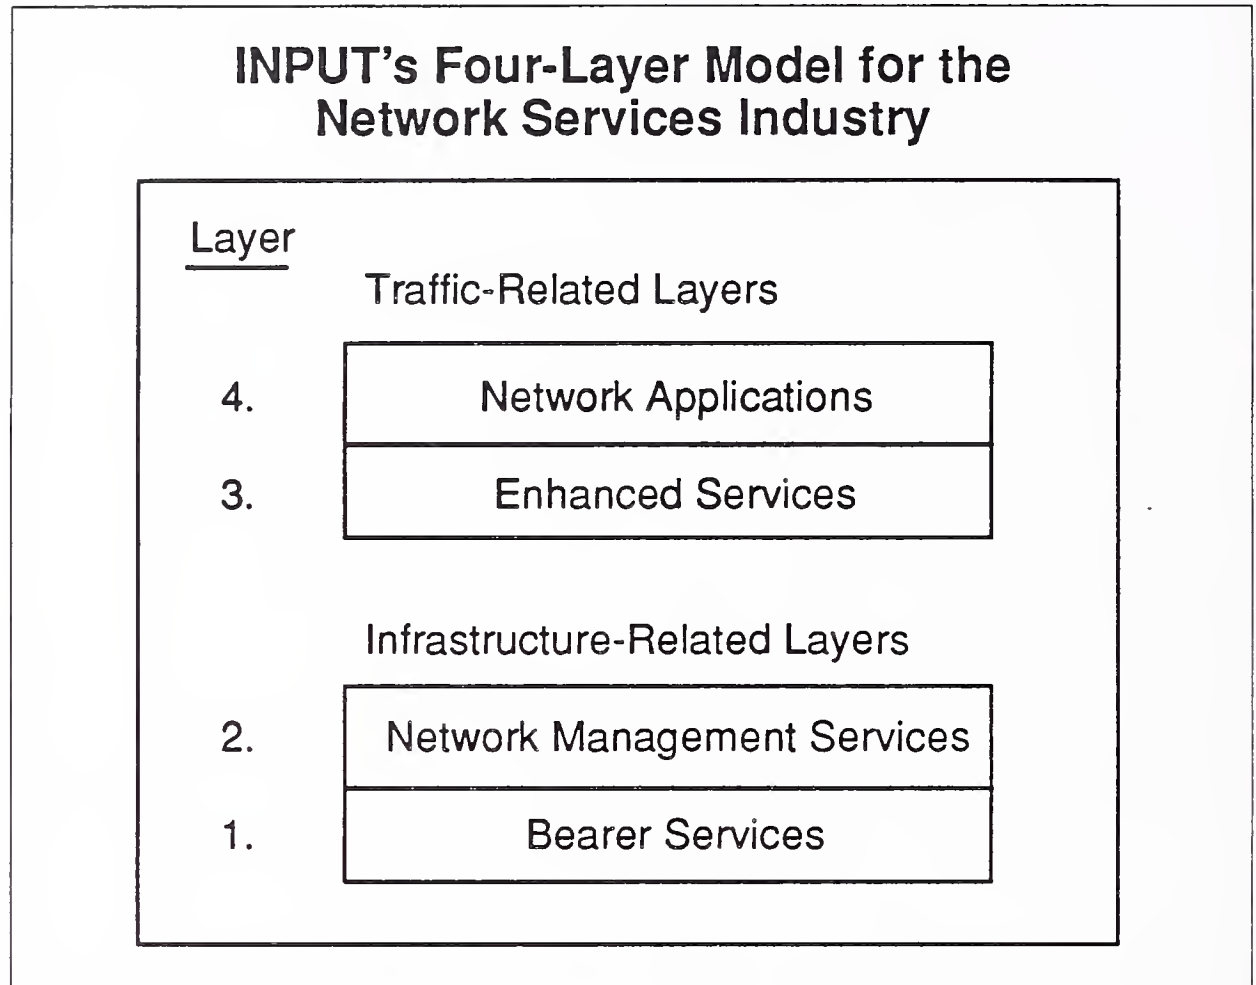 INPUT's Four-Layer Model for the
Network Services Industry
Layer
Traffic-Related Layers
4. Network Applications
3. Enhanced Services
Infrastructure-Related Layers
2. Network Management Services
1. Bearer Services